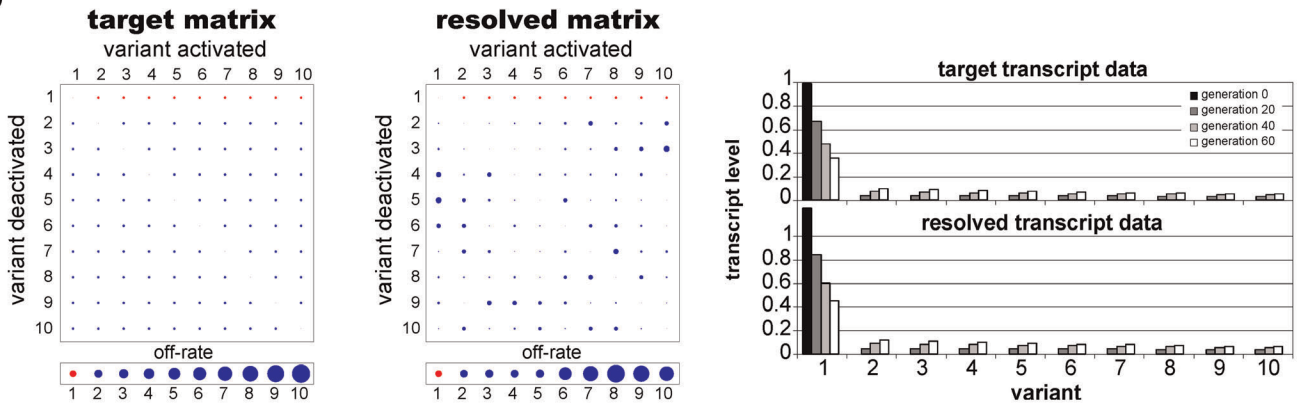 target matrix
variant activated
1 2 3 4 5 6 7 8 9 10
variant deactivated
1
2
3
4
5
6
7
8
9
10
off-rate
1 2 3 4 5 6 7 8 9 10
resolved matrix
variant activated
1 2 3 4 5 6 7 8 9 10
variant deactivated
1
2
3
4
5
6
7
8
9
10
off-rate
1 2 3 4 5 6 7 8 9 10
target transcript data
generation 0
generation 20
generation 40
generation 60
transcript level
1
0.8
0.6
0.4
0.2
0
resolved transcript data
1
0.8
0.6
0.4
0.2
0
1 2 3 4 5 6 7 8 9 10
variant